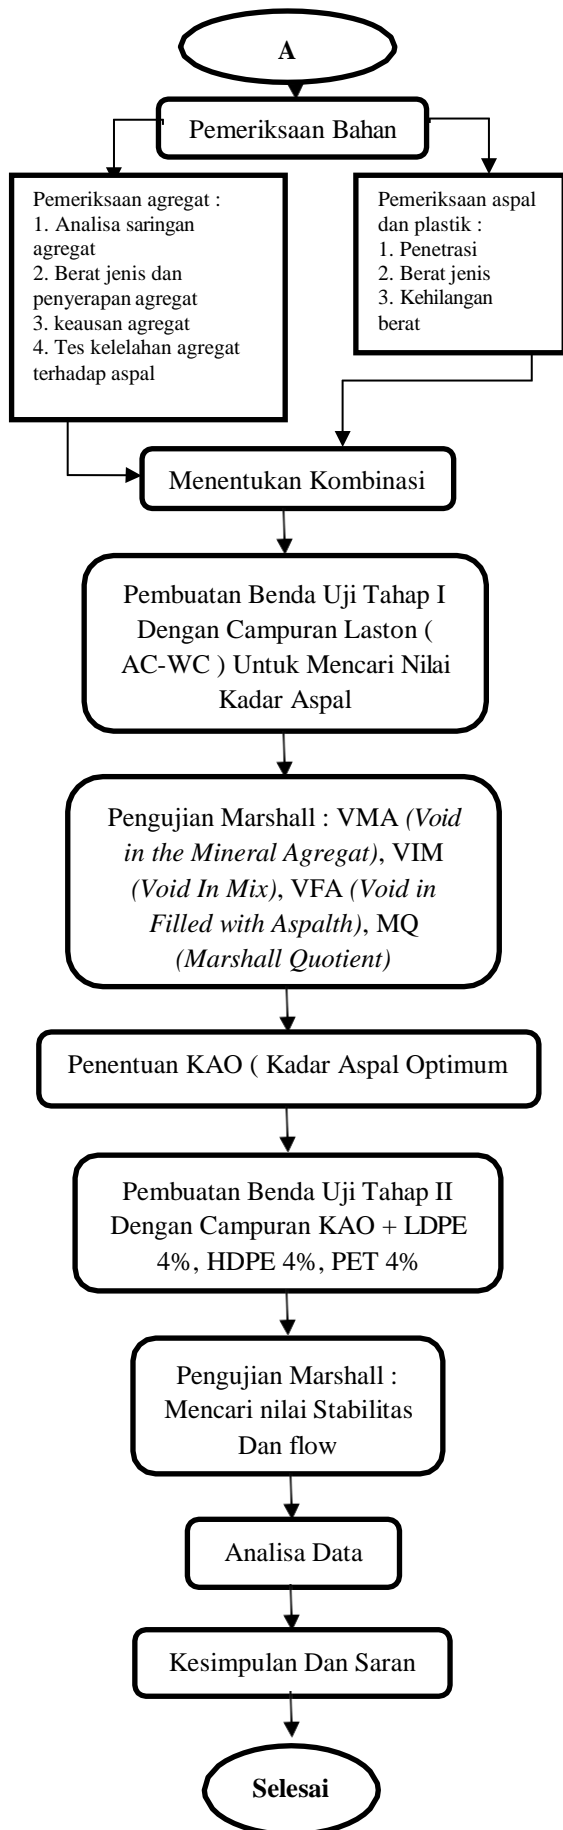 A
Pemeriksaan Bahan
Pemeriksaan agregat :
1. Analisa saringan
agregat
2. Berat jenis dan
penyerapan agregat
3. keausan agregat
4. Tes kelelahan agregat
terhadap aspal
Pemeriksaan aspal
dan plastik :
1. Penetrasi
2. Berat jenis
3. Kehilangan
berat
Menentukan Kombinasi
Pembuatan Benda Uji Tahap I
Dengan Campuran Laston (
AC-WC ) Untuk Mencari Nilai
Kadar Aspal
Pengujian Marshall : VMA (Void
in the Mineral Agregat), VIM
(Void In Mix), VFA (Void in
Filled with Aspalth), MQ
(Marshall Quotient)
Penentuan KAO ( Kadar Aspal Optimum
Pembuatan Benda Uji Tahap II
Dengan Campuran KAO + LDPE
4%, HDPE 4%, PET 4%
Pengujian Marshall :
Mencari nilai Stabilitas
Dan flow
Analisa Data
Kesimpulan Dan Saran
Selesai